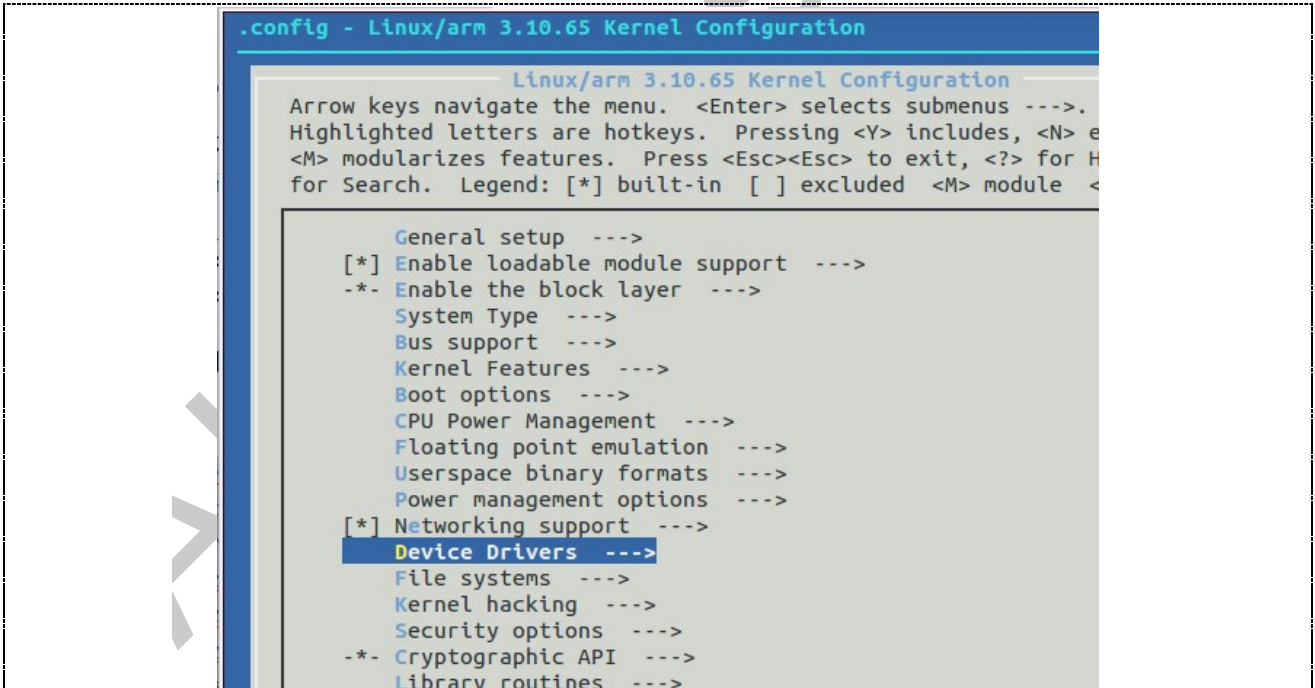 .config - Linux/arm 3.10.65 Kernel Configuration
Linux/arm 3.10.65 Kernel Configuration
Arrow keys navigate the menu.  <Enter> selects submenus --->.
Highlighted letters are hotkeys.  Pressing <Y> includes, <N> e
<M> modularizes features.  Press <Esc><Esc> to exit, <?> for H
for Search.  Legend: [*] built-in  [ ] excluded  <M> module  <
General setup  --->
[*] Enable loadable module support  --->
-*- Enable the block layer  --->
System Type  --->
Bus support  --->
Kernel Features  --->
Boot options  --->
CPU Power Management  --->
Floating point emulation  --->
Userspace binary formats  --->
Power management options  --->
[*] Networking support  --->
Device Drivers  --->
File systems  --->
Kernel hacking  --->
Security options  --->
-*- Cryptographic API  --->
Library routines  --->